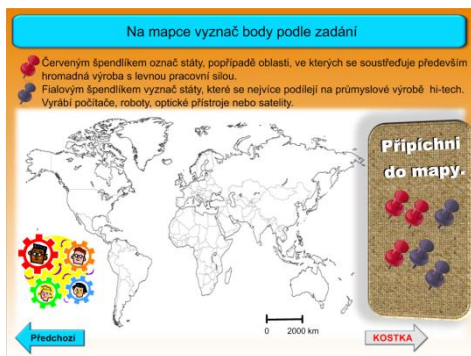 Na mapce vyznač body podle zadání
Červeným špendlíkem označ státy, popřípadě oblasti, ve kterých se soustřeďuje především
hromadná výroba s levnou pracovní silou.
Fialovým špendlíkem vyznač státy, které se nejvíce podílejí na průmyslové výrobě hi-tech.
Vyrábí počítače, roboty, optické přístroje nebo satelity.
Připíchni
do mapy.
0 2000 km
Předchozí
KOSTKA